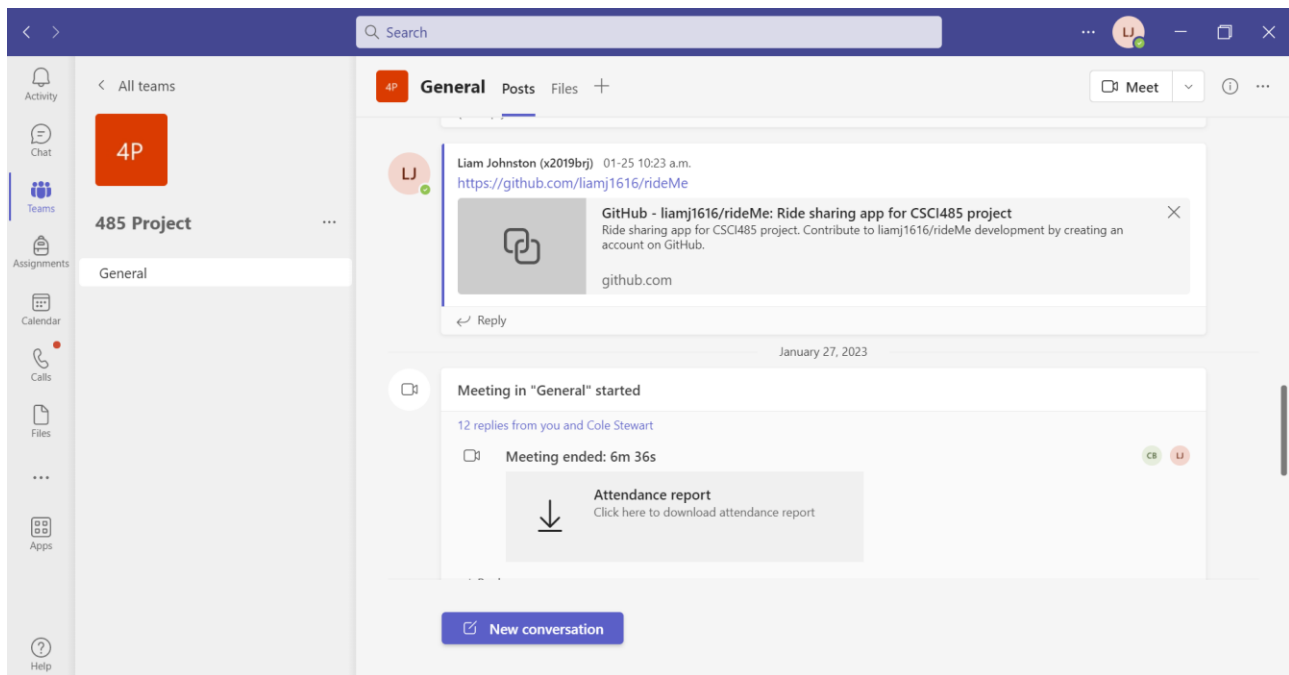 Search
LJ
Activity
Chat
Teams
Assignments
Calendar
Calls
Files
Apps
Help
All teams
4P
485 Project
General
4P
General
Posts
Files
Meet
LJ
Liam Johnston (x2019brj) 01-25 10:23 a.m.
https://github.com/liamj1616/rideMe
GitHub - liamj1616/rideMe: Ride sharing app for CSCI485 project
Ride sharing app for CSCI485 project. Contribute to liamj1616/rideMe development by creating an
account on GitHub.
github.com
Reply
January 27, 2023
Meeting in "General" started
12 replies from you and Cole Stewart
Meeting ended: 6m 36s
CB
LJ
Attendance report
Click here to download attendance report
New conversation